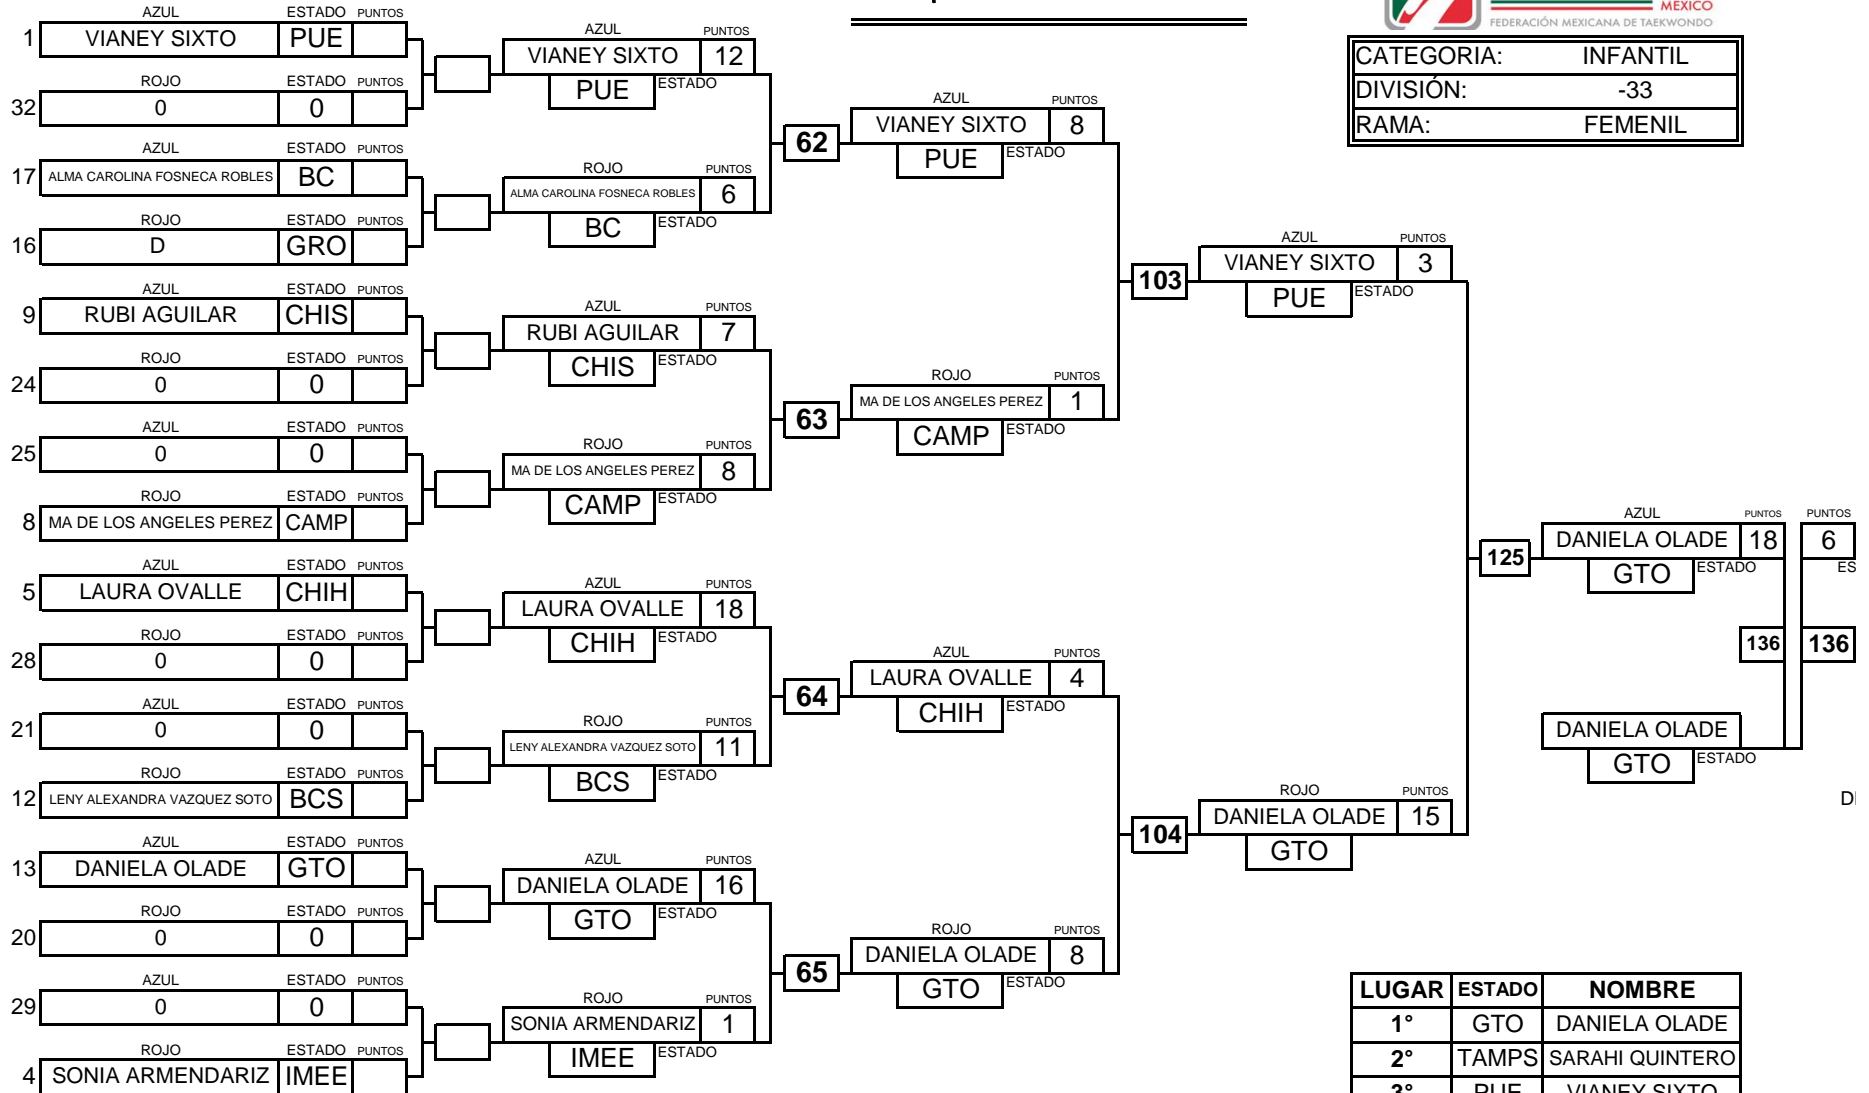 MEXICO
FEDERACIÓN MEXICANA DE TAEKWONDO
CATEGORIA: INFANTIL
DIVISIÓN: -33
RAMA: FEMENIL
AZUL ESTADO PUNTOS
1 VIANEY SIXTO PUE
ROJO ESTADO PUNTOS
32 0 0
AZUL ESTADO PUNTOS
17 ALMA CAROLINA FOSNECA ROBLES BC
ROJO ESTADO PUNTOS
16 D GRO
AZUL ESTADO PUNTOS
9 RUBI AGUILAR CHIS
ROJO ESTADO PUNTOS
24 0 0
AZUL ESTADO PUNTOS
25 0 0
ROJO ESTADO PUNTOS
8 MA DE LOS ANGELES PEREZ CAMP
AZUL ESTADO PUNTOS
5 LAURA OVALLE CHIH
ROJO ESTADO PUNTOS
28 0 0
AZUL ESTADO PUNTOS
21 0 0
ROJO ESTADO PUNTOS
12 LENY ALEXANDRA VAZQUEZ SOTO BCS
AZUL ESTADO PUNTOS
13 DANIELA OLADE GTO
ROJO ESTADO PUNTOS
20 0 0
AZUL ESTADO PUNTOS
29 0 0
ROJO ESTADO PUNTOS
4 SONIA ARMENDARIZ IMEE
AZUL PUNTOS
VIANEY SIXTO 12
PUE ESTADO
62
ROJO PUNTOS
ALMA CAROLINA FOSNECA ROBLES 6
BC ESTADO
AZUL PUNTOS
RUBI AGUILAR 7
CHIS ESTADO
63
ROJO PUNTOS
MA DE LOS ANGELES PEREZ 8
CAMP ESTADO
AZUL PUNTOS
LAURA OVALLE 18
CHIH ESTADO
64
ROJO PUNTOS
LENY ALEXANDRA VAZQUEZ SOTO 11
BCS ESTADO
AZUL PUNTOS
DANIELA OLADE 16
GTO ESTADO
65
ROJO PUNTOS
SONIA ARMENDARIZ 1
IMEE ESTADO
AZUL PUNTOS
VIANEY SIXTO 8
PUE ESTADO
103
ROJO PUNTOS
MA DE LOS ANGELES PEREZ 1
CAMP ESTADO
AZUL PUNTOS
LAURA OVALLE 4
CHIH ESTADO
104
ROJO PUNTOS
DANIELA OLADE 8
GTO ESTADO
AZUL PUNTOS
VIANEY SIXTO 3
PUE ESTADO
125
ROJO PUNTOS
DANIELA OLADE 15
GTO
AZUL PUNTOS PUNTOS
DANIELA OLADE 18 6
GTO ESTADO ES
136 136
DANIELA OLADE
GTO ESTADO
LUGAR ESTADO NOMBRE
1° GTO DANIELA OLADE
2° TAMPS SARAHI QUINTERO
3° PUE VIANEY SIXTO